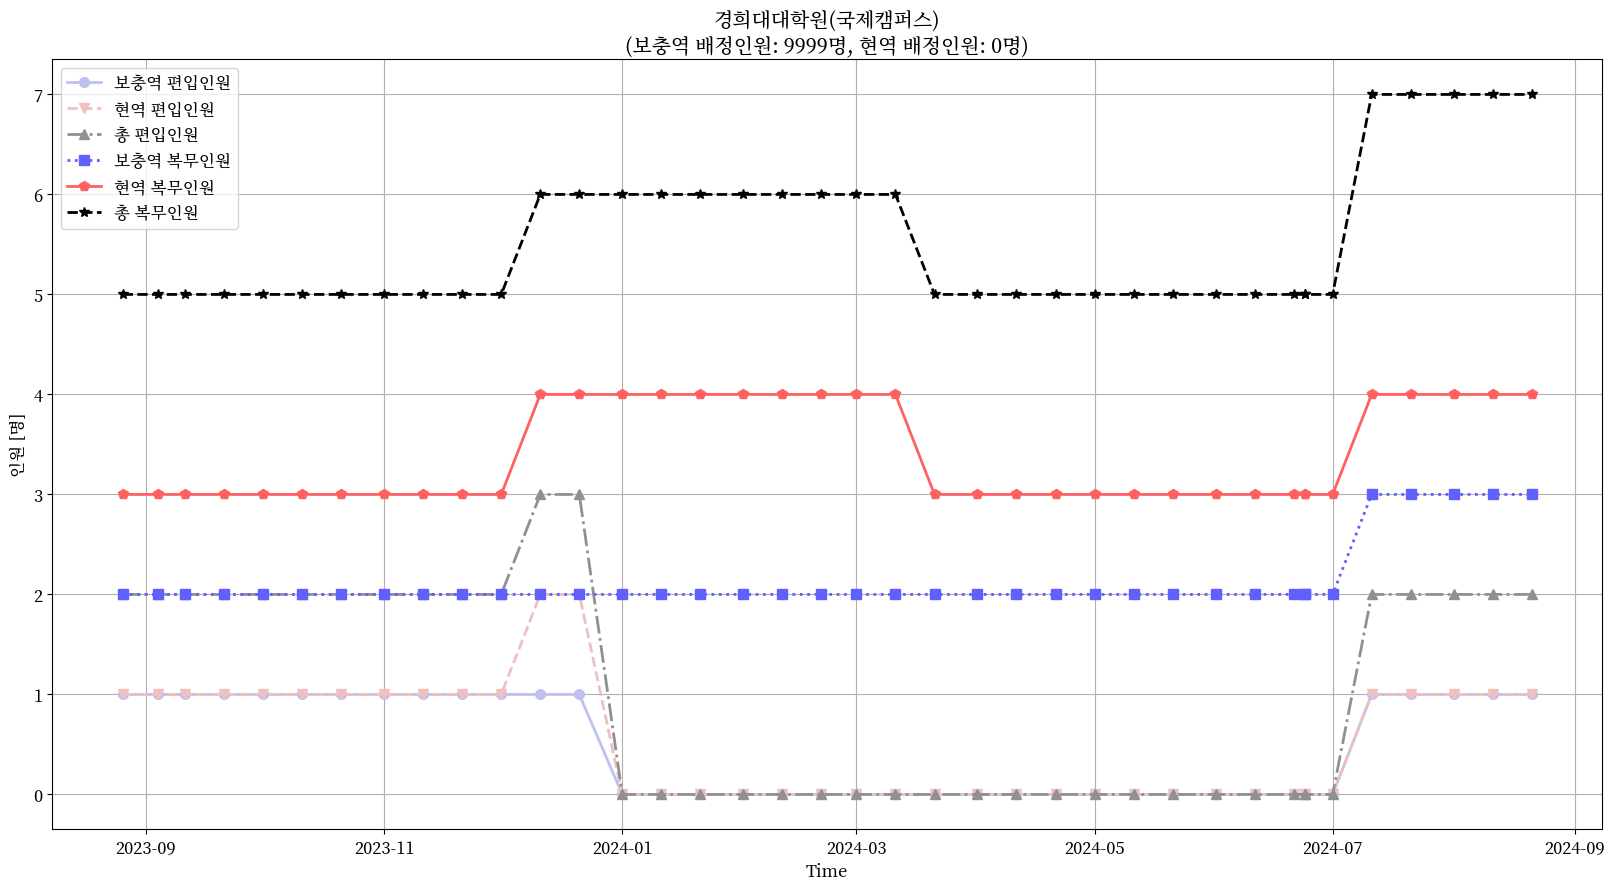 경희대대학원(국제캠퍼스)
(보충역 배정인원: 9999명, 현역 배정인원: 0명)
보충역 편입인원
현역 편입인원
총 편입인원
보충역 복무인원
현역 복무인원
총 복무인원
인원 [명]
7
6
5
4
3
2
1
0
2023-09
2023-11
2024-01
2024-03
2024-05
2024-07
2024-09
Time